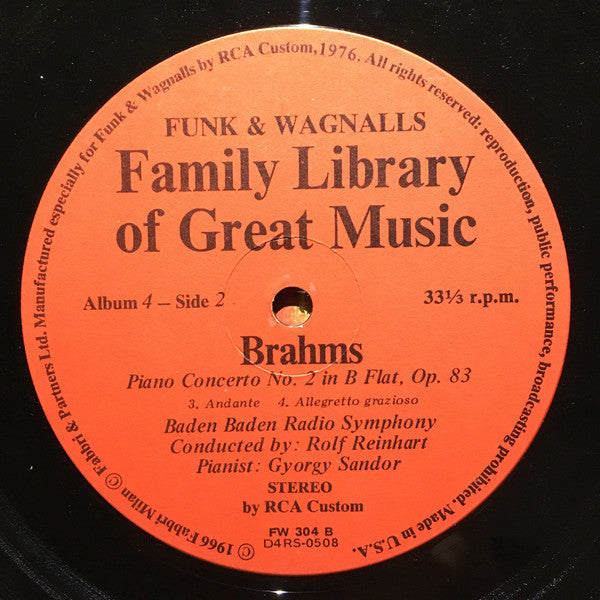 © 1966 Fabbri Milan © Fabbri & Partners Ltd. Manufactured especially for Funk & Wagnalls by RCA Custom, 1976. All rights reserved: reproduction, public performance, broadcasting prohibited. Made in U.S.A.
FUNK & WAGNALLS
Family Library
of Great Music
Album 4 – Side 2
33⅓ r.p.m.
Brahms
Piano Concerto No. 2 in B Flat, Op. 83
3. Andante 4. Allegretto grazioso
Baden Baden Radio Symphony
Conducted by: Rolf Reinhart
Pianist: Gyorgy Sandor
STEREO
by RCA Custom
FW 304 B
D4RS-0508